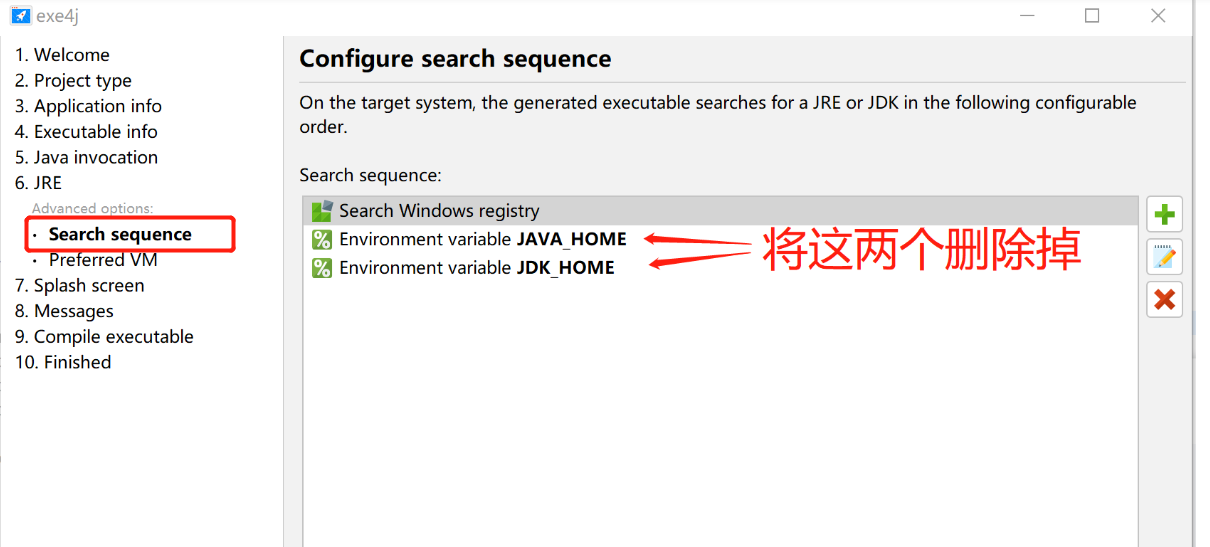 exe4j
1. Welcome
2. Project type
3. Application info
4. Executable info
5. Java invocation
6. JRE
Advanced options:
· Search sequence
· Preferred VM
7. Splash screen
8. Messages
9. Compile executable
10. Finished
Configure search sequence
On the target system, the generated executable searches for a JRE or JDK in the following configurable
order.
Search sequence:
Search Windows registry
Environment variable JAVA_HOME
Environment variable JDK_HOME
将这两个删除掉